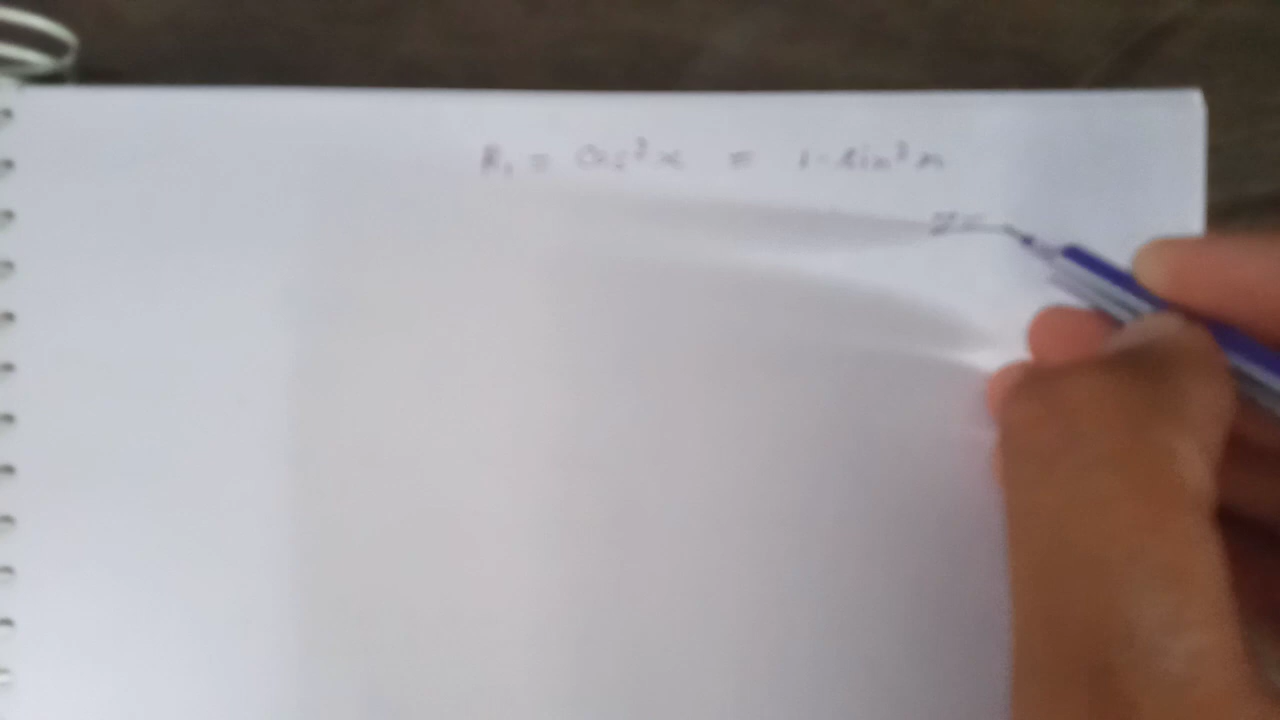 R₁ = Cos²x = 1 - sin²x